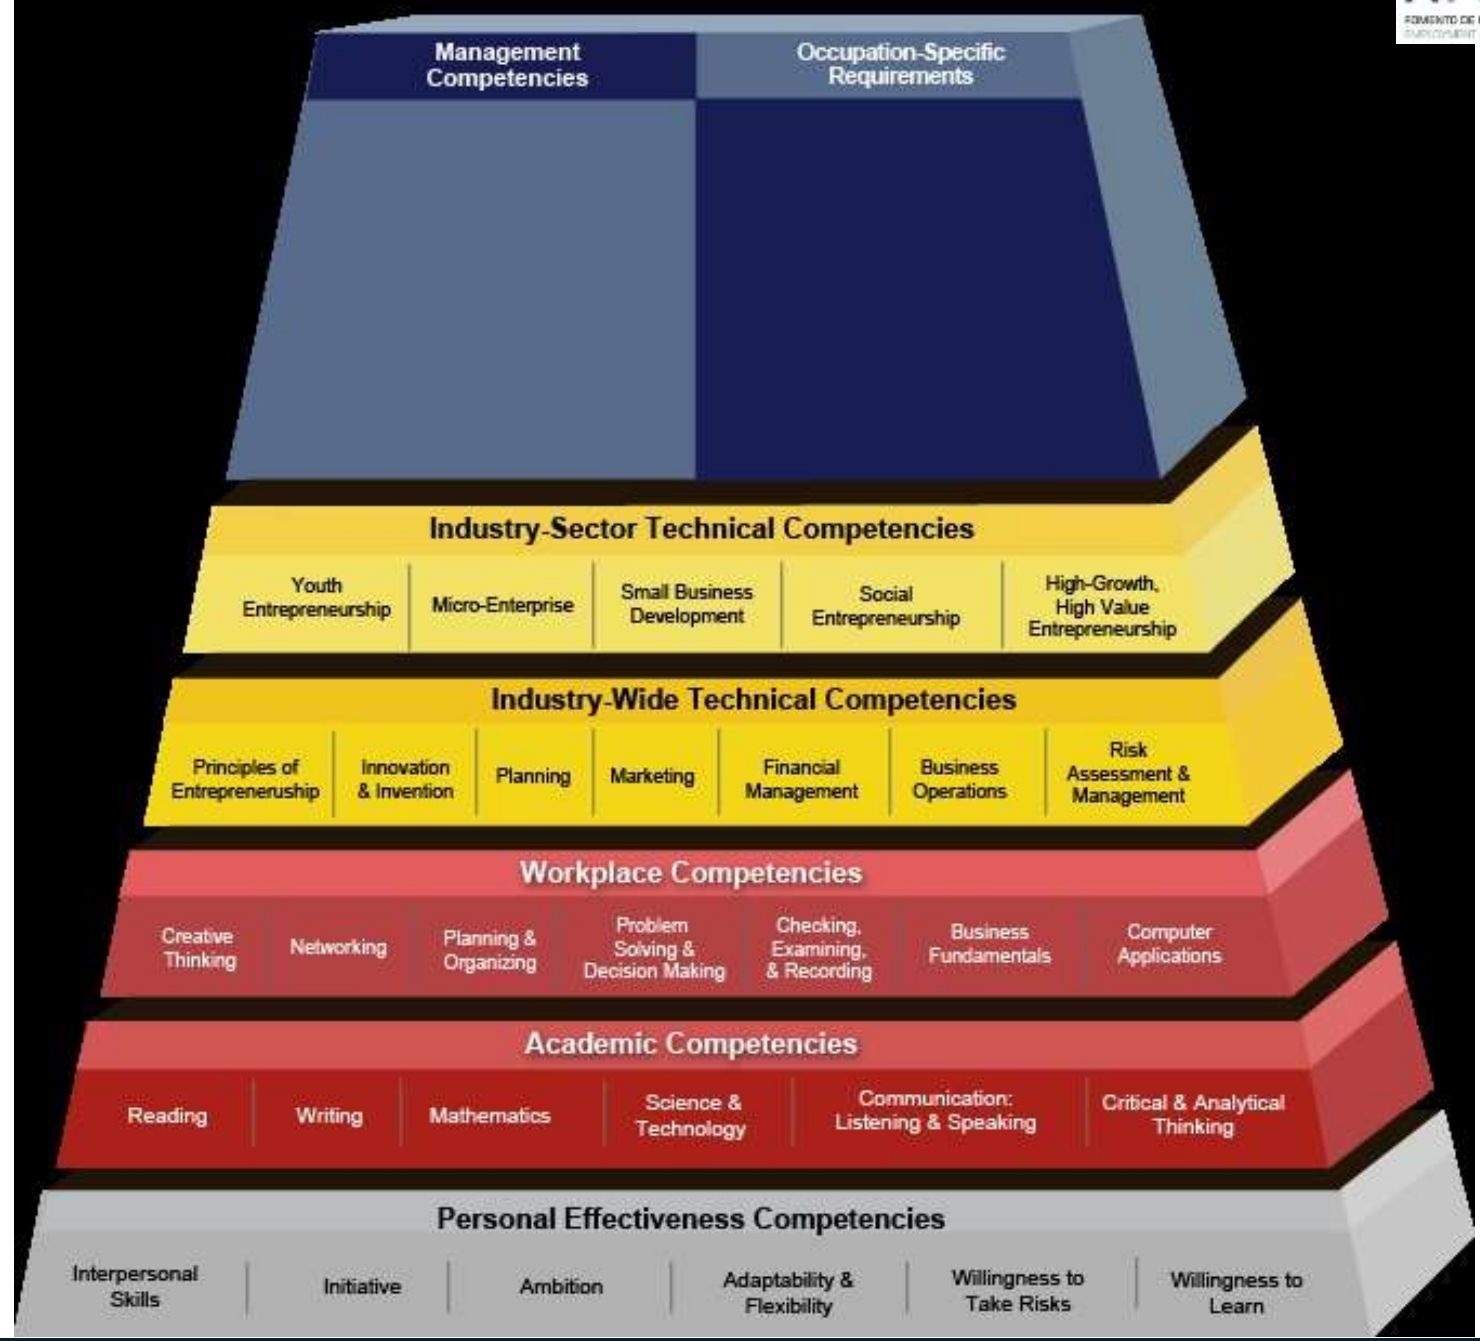 FOMENTO DE
EMPLOYMENT
Management
Competencies
Occupation-Specific
Requirements
Industry-Sector Technical Competencies
Youth
Entrepreneurship
Micro-Enterprise
Small Business
Development
Social
Entrepreneurship
High-Growth,
High Value
Entrepreneurship
Industry-Wide Technical Competencies
Principles of
Entrepreneruship
Innovation
& Invention
Planning
Marketing
Financial
Management
Business
Operations
Risk
Assessment &
Management
Workplace Competencies
Creative
Thinking
Networking
Planning &
Organizing
Problem
Solving &
Decision Making
Checking,
Examining,
& Recording
Business
Fundamentals
Computer
Applications
Academic Competencies
Reading
Writing
Mathematics
Science &
Technology
Communication:
Listening & Speaking
Critical & Analytical
Thinking
Personal Effectiveness Competencies
Interpersonal
Skills
Initiative
Ambition
Adaptability &
Flexibility
Willingness to
Take Risks
Willingness to
Learn